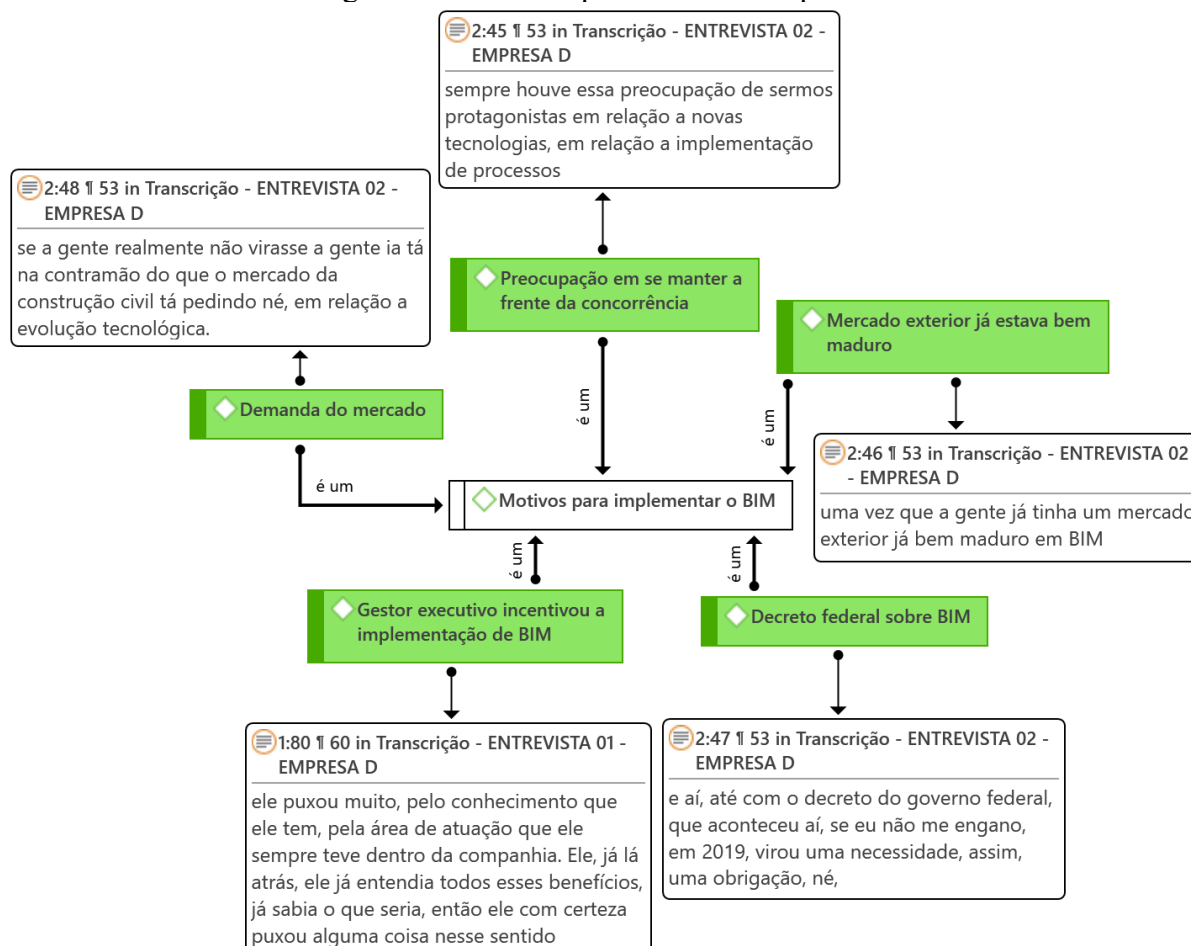 2:45 ¶ 53 in Transcrição - ENTREVISTA 02 -
EMPRESA D
sempre houve essa preocupação de sermos
protagonistas em relação a novas
tecnologias, em relação a implementação
de processos
2:48 ¶ 53 in Transcrição - ENTREVISTA 02 -
EMPRESA D
se a gente realmente não virasse a gente ia tá
na contramão do que o mercado da
construção civil tá pedindo né, em relação a
evolução tecnológica.
Preocupação em se manter a
frente da concorrência
Mercado exterior já estava bem
maduro
Demanda do mercado
é um
é um
é um
2:46 ¶ 53 in Transcrição - ENTREVISTA 02
- EMPRESA D
uma vez que a gente já tinha um mercado
exterior já bem maduro em BIM
Motivos para implementar o BIM
é um
é um
Gestor executivo incentivou a
implementação de BIM
Decreto federal sobre BIM
1:80 ¶ 60 in Transcrição - ENTREVISTA 01 -
EMPRESA D
ele puxou muito, pelo conhecimento que
ele tem, pela área de atuação que ele
sempre teve dentro da companhia. Ele, já lá
atrás, ele já entendia todos esses benefícios,
já sabia o que seria, então ele com certeza
puxou alguma coisa nesse sentido
2:47 ¶ 53 in Transcrição - ENTREVISTA 02 -
EMPRESA D
e aí, até com o decreto do governo federal,
que aconteceu aí, se eu não me engano,
em 2019, virou uma necessidade, assim,
uma obrigação, né,